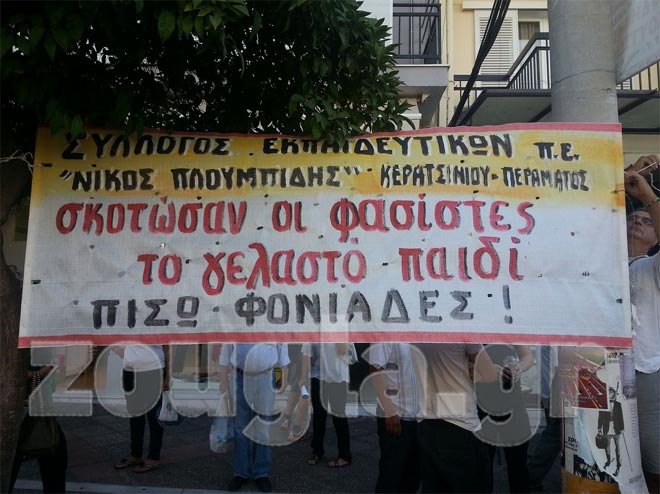 ΣΥΛΛΟΓΟΣ ΕΚΠΑΙΔΕΥΤΙΚΩΝ Π.Ε.
"ΝΙΚΟΣ ΠΛΟΥΜΠΙΔΗΣ" ΚΕΡΑΤΣΙΝΙΟΥ-ΠΕΡΑΜΑΤΟΣ
σκοτώσαν οι φασίστες
το γελαστό παιδί
ΠΙΣΩ ΦΟΝΙΑΔΕΣ !
zougla.gr